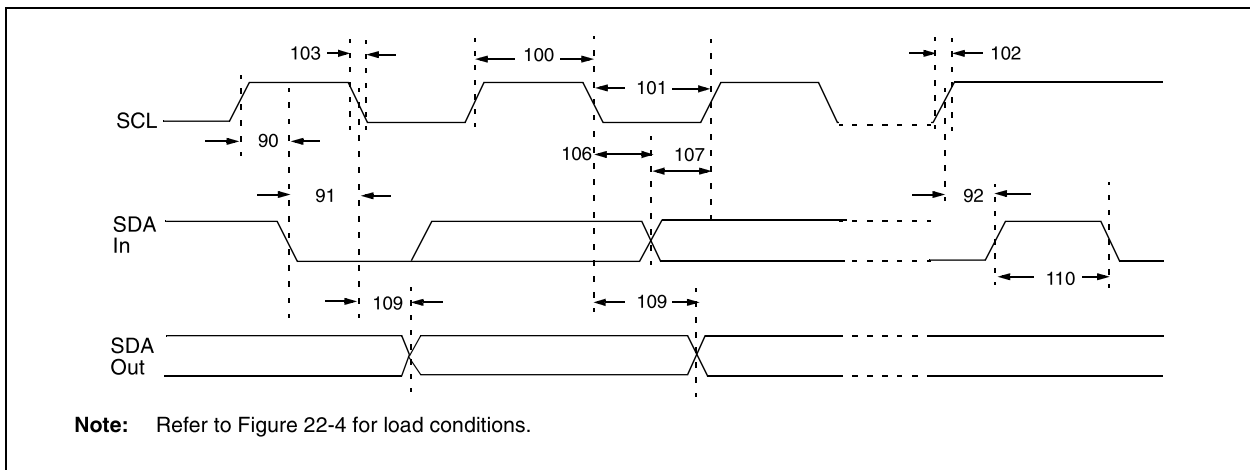 103
100
102
101
SCL
90
106
107
91
92
SDA
In
109
109
110
SDA
Out
Note: Refer to Figure 22-4 for load conditions.